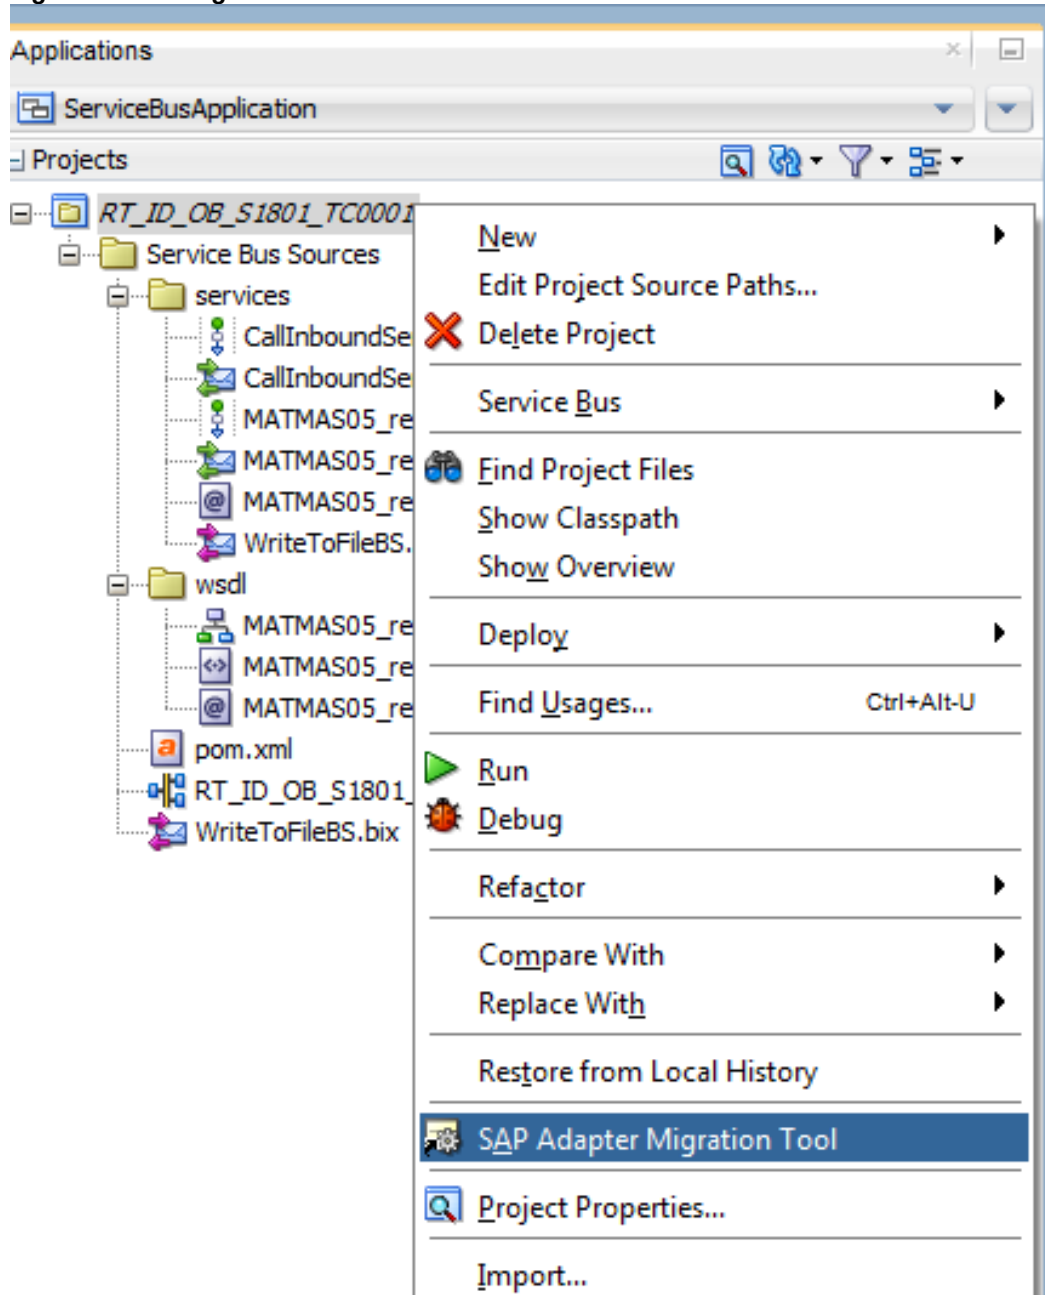 Applications
ServiceBusApplication
Projects
RT_ID_OB_S1801_TC0001
Service Bus Sources
services
CallInboundSe
CallInboundSe
MATMAS05_re
MATMAS05_re
MATMAS05_re
WriteToFileBS.
wsdl
MATMAS05_re
MATMAS05_re
MATMAS05_re
pom.xml
RT_ID_OB_S1801_
WriteToFileBS.bix
New
Edit Project Source Paths...
Delete Project
Service Bus
Find Project Files
Show Classpath
Show Overview
Deploy
Find Usages... Ctrl+Alt-U
Run
Debug
Refactor
Compare With
Replace With
Restore from Local History
SAP Adapter Migration Tool
Project Properties...
Import...